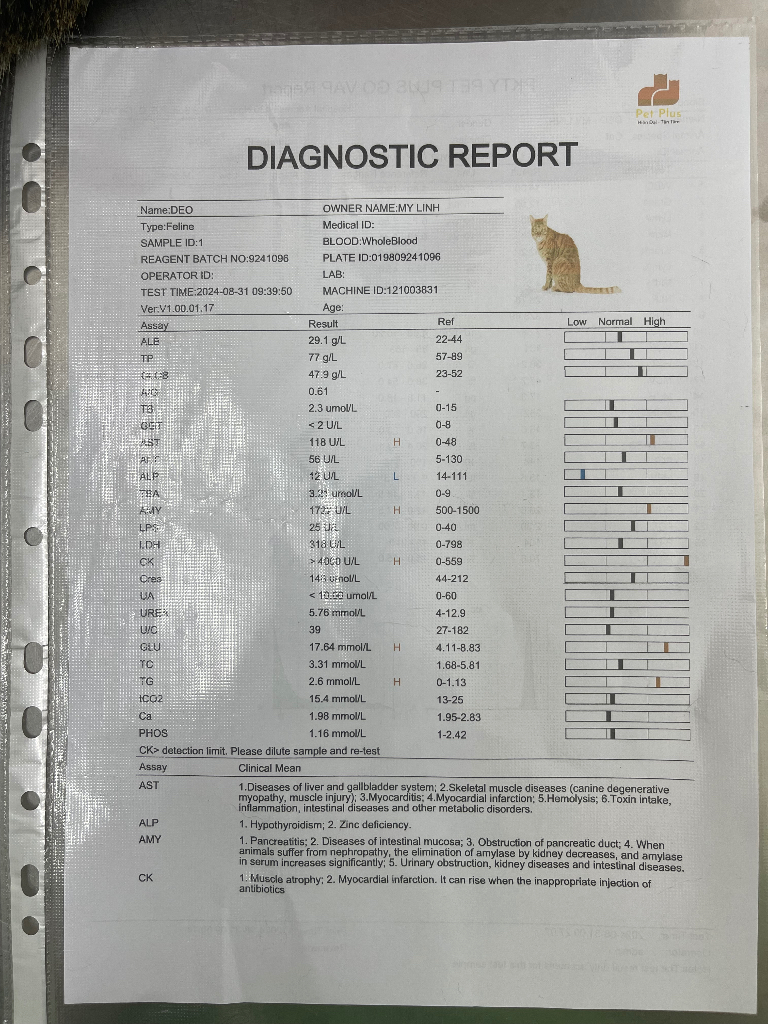 Pet Plus
DIAGNOSTIC REPORT
Name:DEO OWNER NAME:MY LINH
Type:Feline Medical ID:
SAMPLE ID:1 BLOOD:WholeBlood
REAGENT BATCH NO:9241096 PLATE ID:019809241096
OPERATOR ID: LAB:
TEST TIME:2024-08-31 09:39:50 MACHINE ID:121003831
Ver:V1.00.01.17 Age:
Assay Result Ref Low Normal High
ALB 29.1 g/L 22-44
TP 77 g/L 57-89
47.9 g/L 23-52
A/G 0.61 -
TB 2.3 umol/L 0-15
GGT < 2 U/L 0-8
AST 118 U/L H 0-48
56 U/L 5-130
ALP 12 U/L L 14-111
TBA umol/L 0-9
AMY U/L H 500-1500
LPS 25 U/L 0-40
LDH 318 U/L 0-798
CK > 4000 U/L H 0-559
Crea umol/L 44-212
UA < umol/L 0-60
UREA 5.76 mmol/L 4-12.9
U/C 39 27-182
GLU 17.64 mmol/L H 4.11-8.83
TC 3.31 mmol/L 1.68-5.81
TG 2.6 mmol/L H 0-1.13
tCO2 15.4 mmol/L 13-25
Ca 1.98 mmol/L 1.95-2.83
PHOS 1.16 mmol/L 1-2.42
CK> detection limit. Please dilute sample and re-test
Assay Clinical Mean
AST 1.Diseases of liver and gallbladder system; 2.Skeletal muscle diseases (canine degenerative
myopathy, muscle injury); 3.Myocarditis; 4.Myocardial infarction; 5.Hemolysis; 6.Toxin intake,
inflammation, intestinal diseases and other metabolic disorders.
ALP 1. Hypothyroidism; 2. Zinc deficiency.
AMY 1. Pancreatitis; 2. Diseases of intestinal mucosa; 3. Obstruction of pancreatic duct; 4. When
animals suffer from nephropathy, the elimination of amylase by kidney decreases, and amylase
in serum increases significantly; 5. Urinary obstruction, kidney diseases and intestinal diseases.
CK 1. Muscle atrophy; 2. Myocardial infarction. It can rise when the inappropriate injection of
antibiotics